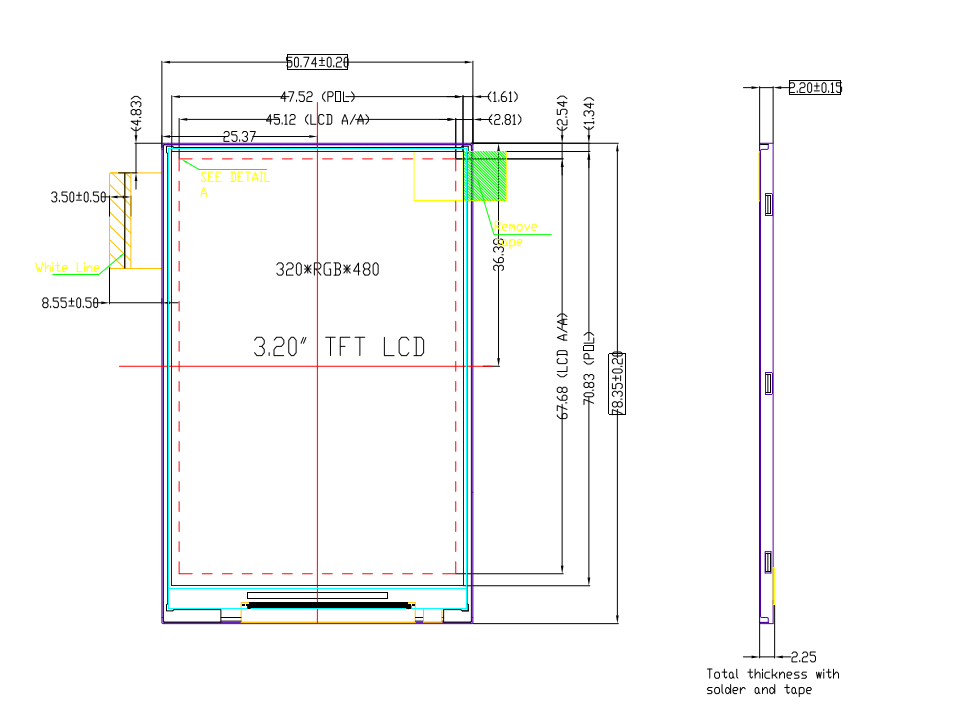 50.74±0.20
2.20±0.15
47.52 (POL)
(1.61)
(4.83)
(2.54)
(1.34)
45.12 (LCD A/A)
(2.81)
25.37
SEE DETAIL
A
3.50±0.50
Remove
tape
36.38
White Line
320*RGB*480
8.55±0.50
3.20" TFT LCD
67.68 (LCD A/A)
70.83 (POL)
78.35±0.20
2.25
Total thickness with
solder and tape